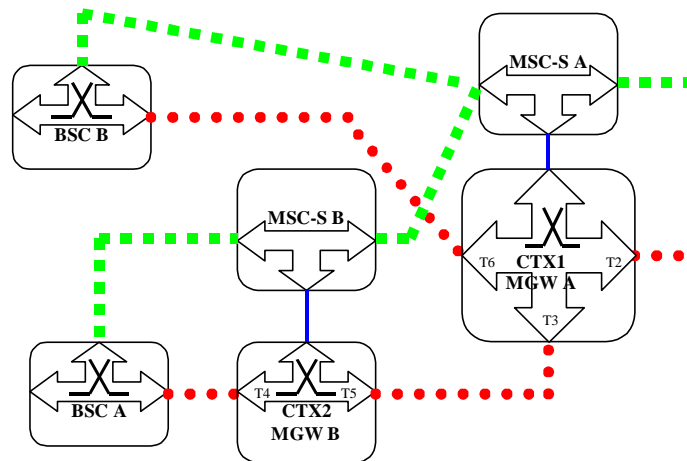 MSC-S A
BSC B
MSC-S B
T6
CTX1
T2
MGW A
T3
T4
T5
BSC A
CTX2
MGW B